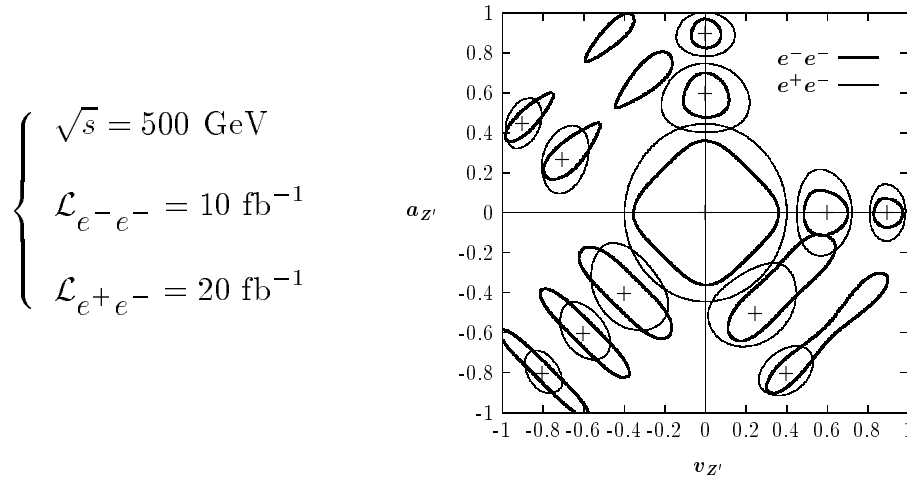 √s = 500 GeV
ℒ_{e⁻e⁻} = 10 fb⁻¹
ℒ_{e⁺e⁻} = 20 fb⁻¹
a_{Z'}
1
0.8
0.6
0.4
0.2
0
-0.2
-0.4
-0.6
-0.8
-1
e⁻e⁻
e⁺e⁻
-1 -0.8 -0.6 -0.4 -0.2 0 0.2 0.4 0.6 0.8 1
v_{Z'}